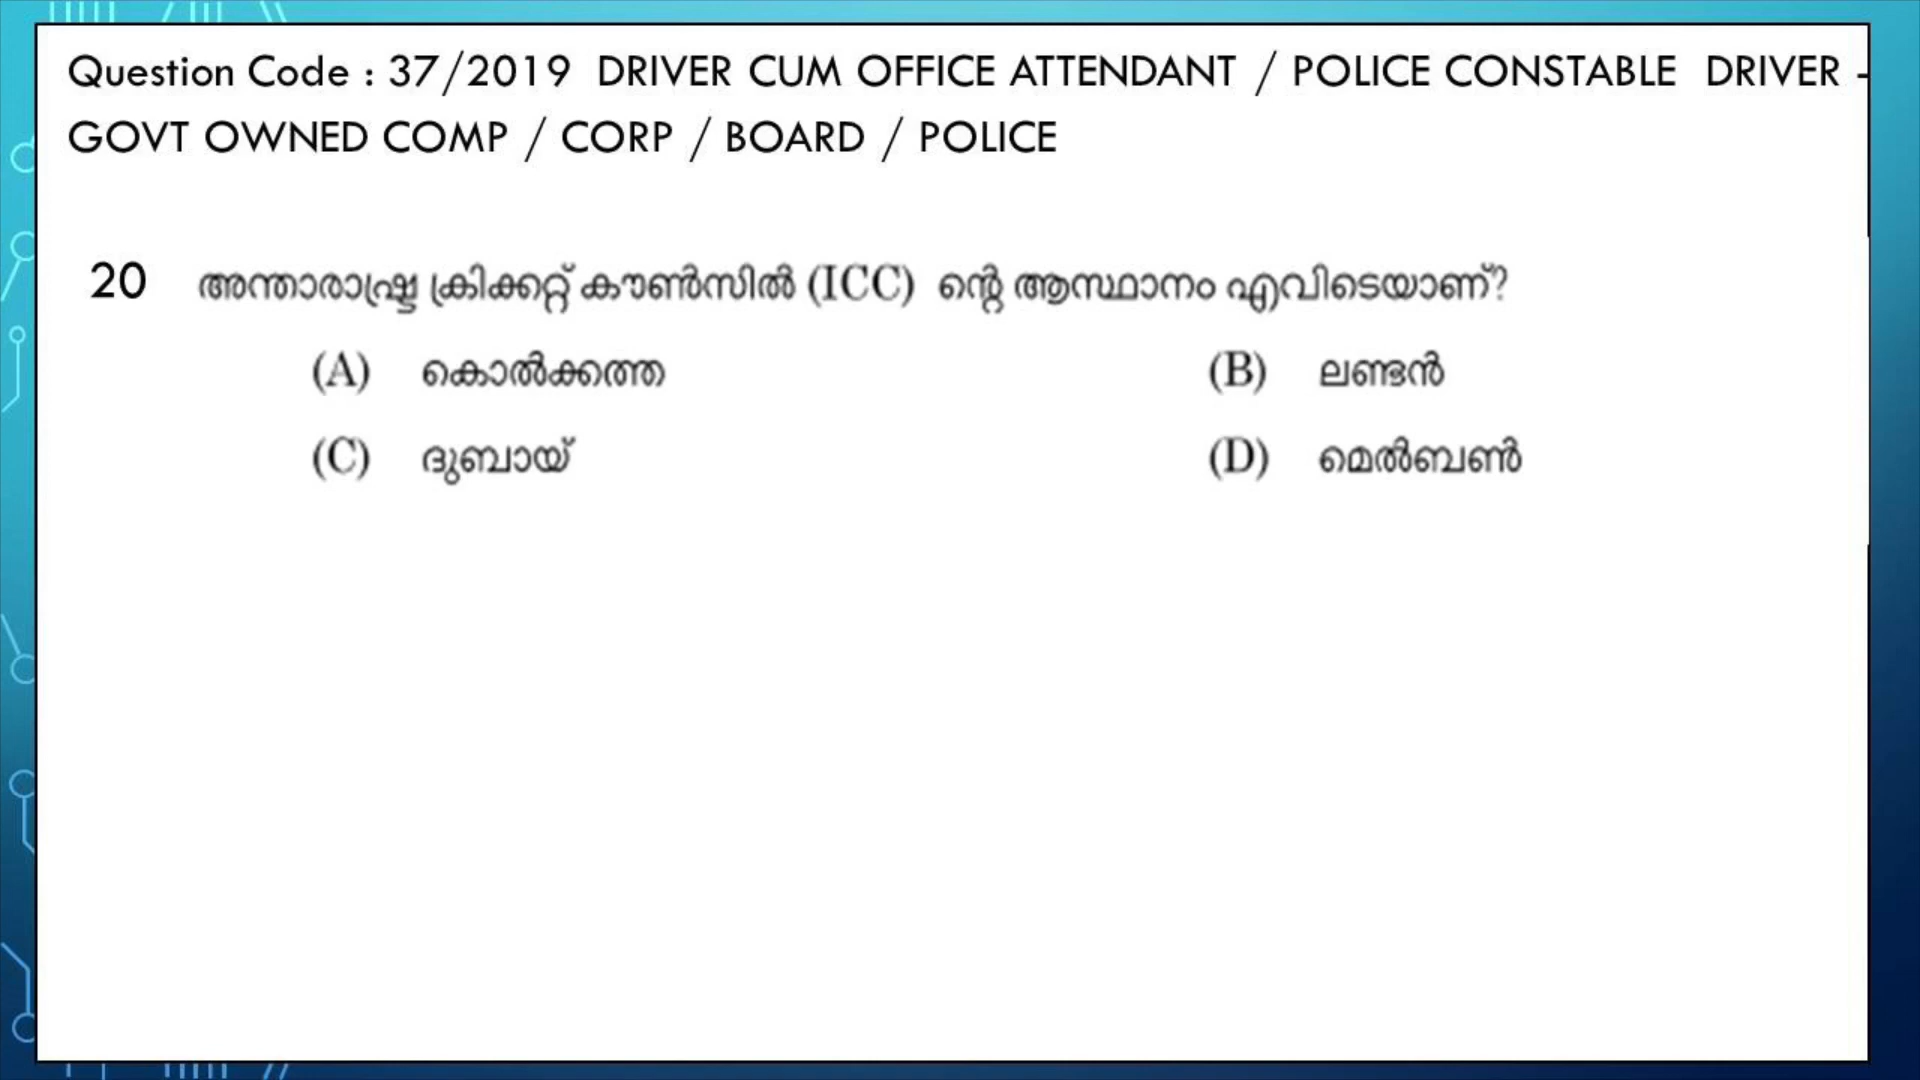 Question Code : 37/2019 DRIVER CUM OFFICE ATTENDANT / POLICE CONSTABLE DRIVER -
GOVT OWNED COMP / CORP / BOARD / POLICE
20 അന്താരാഷ്ട്ര ക്രിക്കറ്റ് കൗൺസിൽ (ICC) ന്റെ ആസ്ഥാനം എവിടെയാണ്?
(A) കൊൽക്കത്ത (B) ലണ്ടൻ
(C) ദുബായ് (D) മെൽബൺ